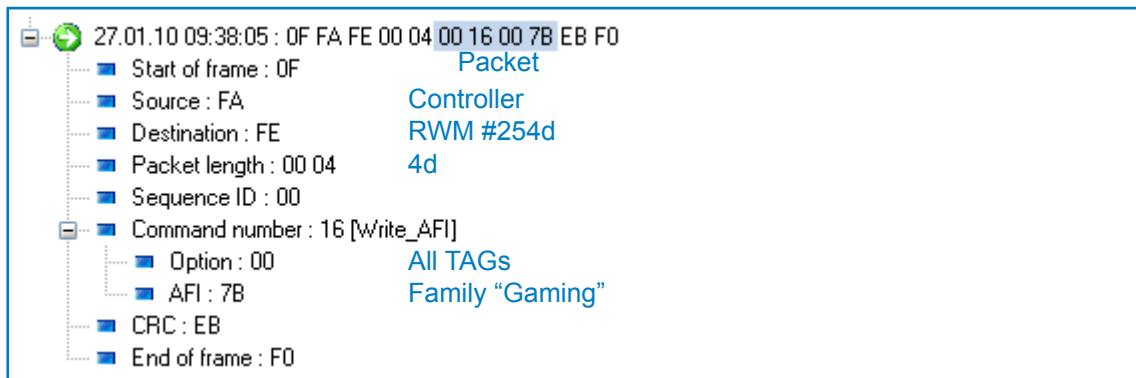 27.01.10 09:38:05 : 0F FA FE 00 04 00 16 00 7B EB F0
Packet
Start of frame : 0F
Source : FA Controller
Destination : FE RWM #254d
Packet length : 00 04 4d
Sequence ID : 00
Command number : 16 [Write_AFI]
Option : 00 All TAGs
AFI : 7B Family “Gaming”
CRC : EB
End of frame : F0